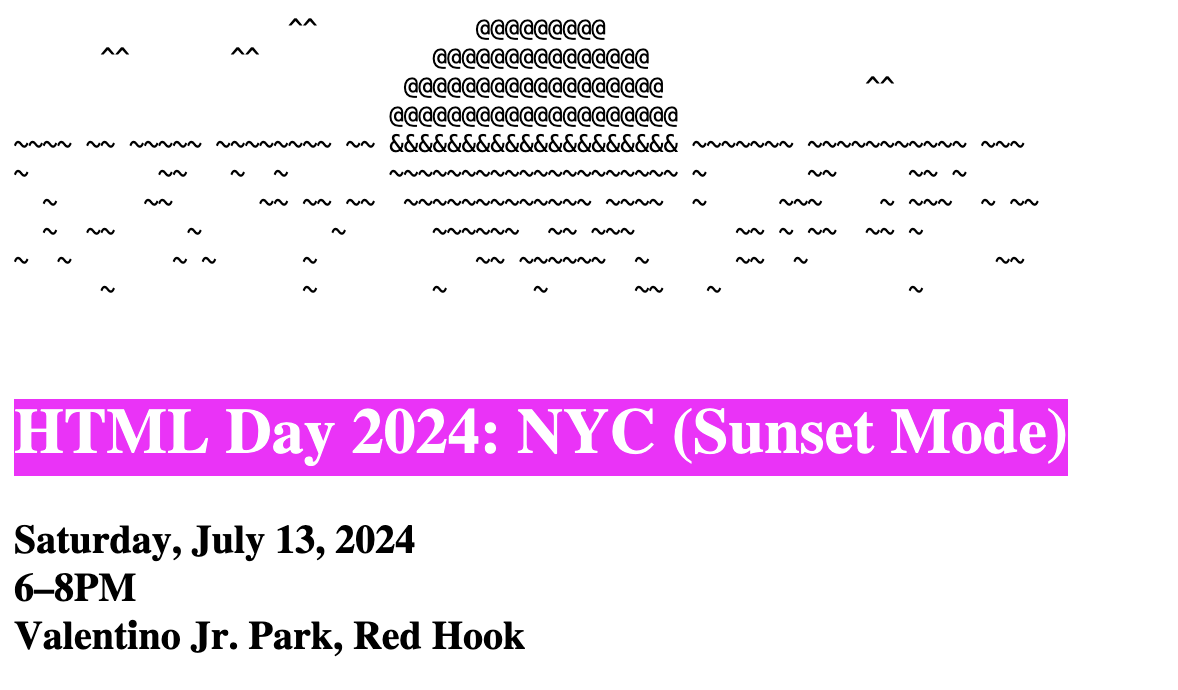 ^^           @@@@@@@@@
      ^^       ^^            @@@@@@@@@@@@@@@
                           @@@@@@@@@@@@@@@@@@              ^^
                          @@@@@@@@@@@@@@@@@@@@
~~~~ ~~ ~~~~~ ~~~~~~~~ ~~ &&&&&&&&&&&&&&&&&&&& ~~~~~~~ ~~~~~~~~~~~ ~~~
~         ~~   ~  ~       ~~~~~~~~~~~~~~~~~~~~ ~       ~~     ~~ ~
  ~      ~~      ~~ ~~ ~~  ~~~~~~~~~~~~~ ~~~~  ~     ~~~    ~ ~~~  ~ ~~
  ~  ~~     ~         ~      ~~~~~~  ~~ ~~~       ~~ ~ ~~  ~~ ~
~  ~       ~ ~      ~           ~~ ~~~~~~  ~      ~~  ~             ~~
      ~             ~        ~      ~      ~~   ~             ~
HTML Day 2024: NYC (Sunset Mode)
Saturday, July 13, 2024
6–8PM
Valentino Jr. Park, Red Hook